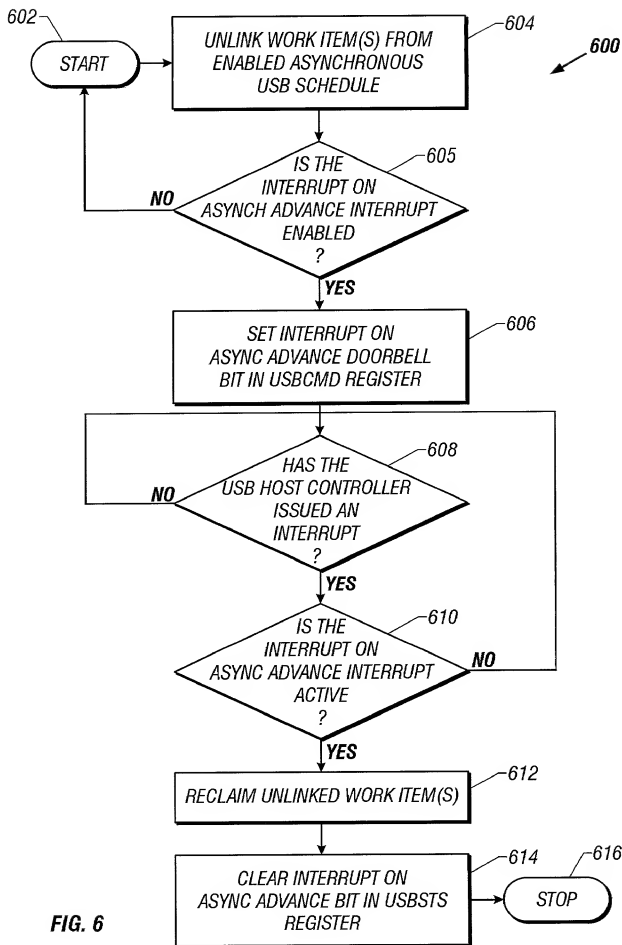 602
START
UNLINK WORK ITEM(S) FROM
ENABLED ASYNCHRONOUS
USB SCHEDULE
604
600
IS THE
INTERRUPT ON
ASYNCH ADVANCE INTERRUPT
ENABLED
?
605
NO
YES
SET INTERRUPT ON
ASYNC ADVANCE DOORBELL
BIT IN USBCMD REGISTER
606
HAS THE
USB HOST CONTROLLER
ISSUED AN
INTERRUPT
?
608
NO
YES
IS THE
INTERRUPT ON
ASYNC ADVANCE INTERRUPT
ACTIVE
?
610
NO
YES
RECLAIM UNLINKED WORK ITEM(S)
612
CLEAR INTERRUPT ON
ASYNC ADVANCE BIT IN USBSTS
REGISTER
614
616
STOP
FIG. 6